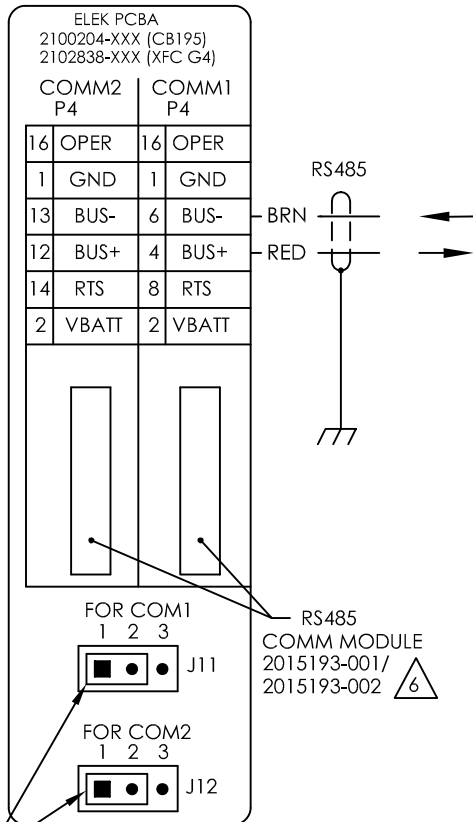 ELEK PCBA
2100204-XXX (CB195)
2102838-XXX (XFC G4)
COMM2 COMM1
P4 P4
16 OPER 16 OPER
1 GND 1 GND
13 BUS- 6 BUS- BRN
12 BUS+ 4 BUS+ RED
14 RTS 8 RTS
2 VBATT 2 VBATT
RS485
RS485
COMM MODULE
2015193-001/
2015193-002 6
FOR COM1
1 2 3
J11
FOR COM2
1 2 3
J12